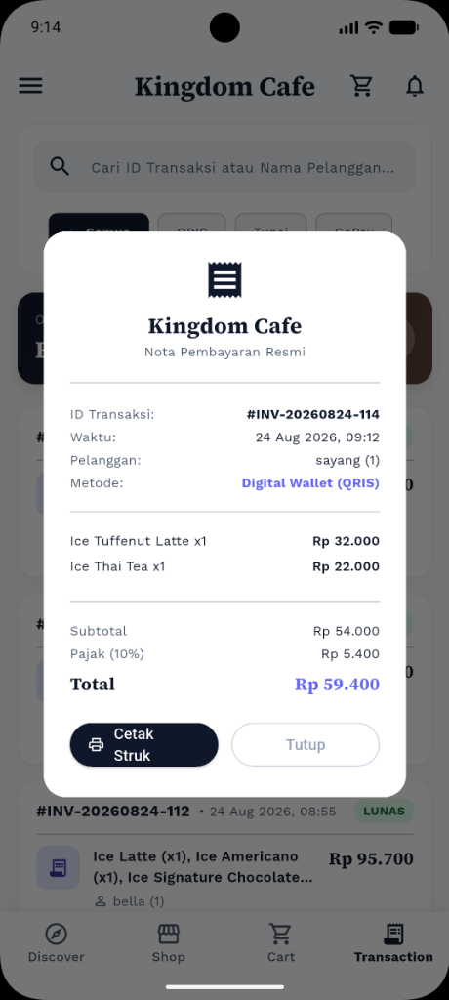 9:14
Kingdom Cafe
Cari ID Transaksi atau Nama Pelanggan...
Semua QRIS Tunai GoPay
Kingdom Cafe
Nota Pembayaran Resmi
ID Transaksi: #INV-20260824-114
Waktu: 24 Aug 2026, 09:12
Pelanggan: sayang (1)
Metode: Digital Wallet (QRIS)
Ice Tuffenut Latte x1 Rp 32.000
Ice Thai Tea x1 Rp 22.000
Subtotal Rp 54.000
Pajak (10%) Rp 5.400
Total Rp 59.400
Cetak
Struk
Tutup
#INV-20260824-112 • 24 Aug 2026, 08:55 LUNAS
Ice Latte (x1), Ice Americano
(x1), Ice Signature Chocolate...
Rp 95.700
bella (1)
Discover Shop Cart Transaction